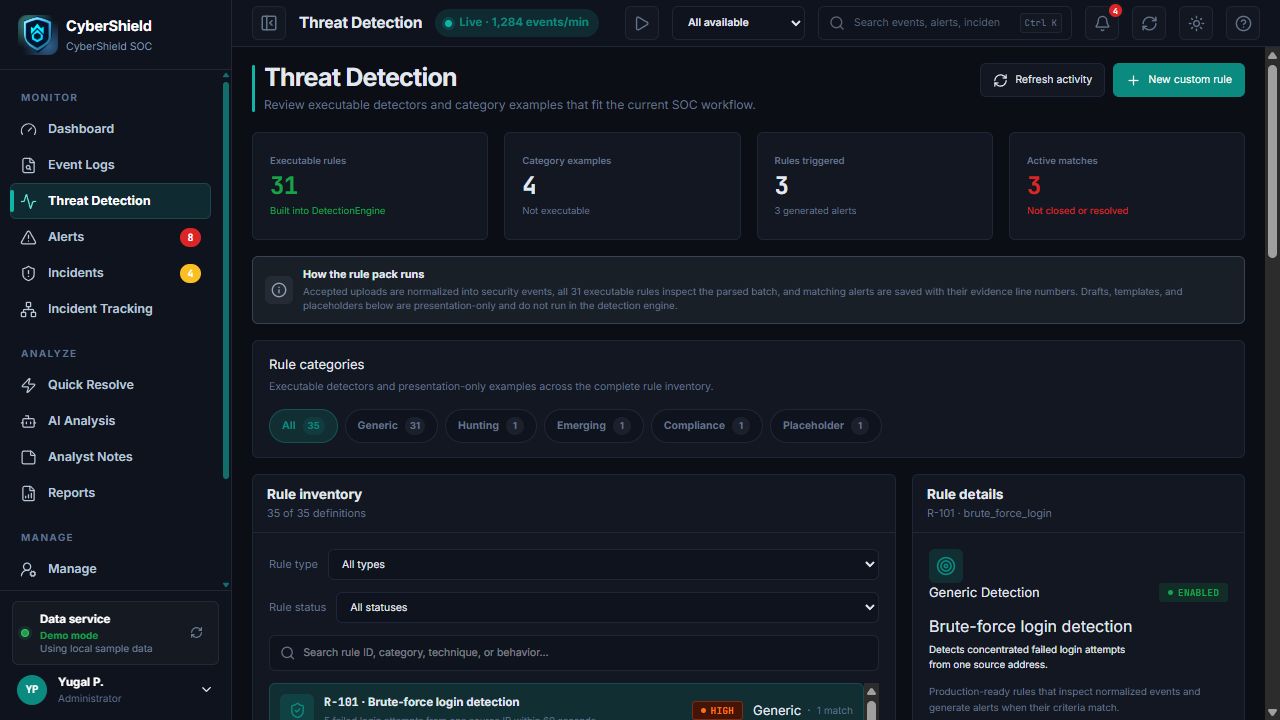 CyberShield
CyberShield SOC
MONITOR
Dashboard
Event Logs
Threat Detection
Alerts 8
Incidents 4
Incident Tracking
ANALYZE
Quick Resolve
AI Analysis
Analyst Notes
Reports
MANAGE
Manage
Data service
Demo mode
Using local sample data
YP
Yugal P.
Administrator
Threat Detection
Live · 1,284 events/min
All available
Search events, alerts, inciden
Ctrl K
4
Threat Detection
Review executable detectors and category examples that fit the current SOC workflow.
Refresh activity
New custom rule
Executable rules
31
Built into DetectionEngine
Category examples
4
Not executable
Rules triggered
3
3 generated alerts
Active matches
3
Not closed or resolved
How the rule pack runs
Accepted uploads are normalized into security events, all 31 executable rules inspect the parsed batch, and matching alerts are saved with their evidence line numbers. Drafts, templates, and
placeholders below are presentation-only and do not run in the detection engine.
Rule categories
Executable detectors and presentation-only examples across the complete rule inventory.
All 35
Generic 31
Hunting 1
Emerging 1
Compliance 1
Placeholder 1
Rule inventory
35 of 35 definitions
Rule type
All types
Rule status
All statuses
Search rule ID, category, technique, or behavior...
R-101 · Brute-force login detection
HIGH
Generic · 1 match
Rule details
R-101 · brute_force_login
Generic Detection
ENABLED
Brute-force login detection
Detects concentrated failed login attempts
from one source address.
Production-ready rules that inspect normalized events and
generate alerts when their criteria match.